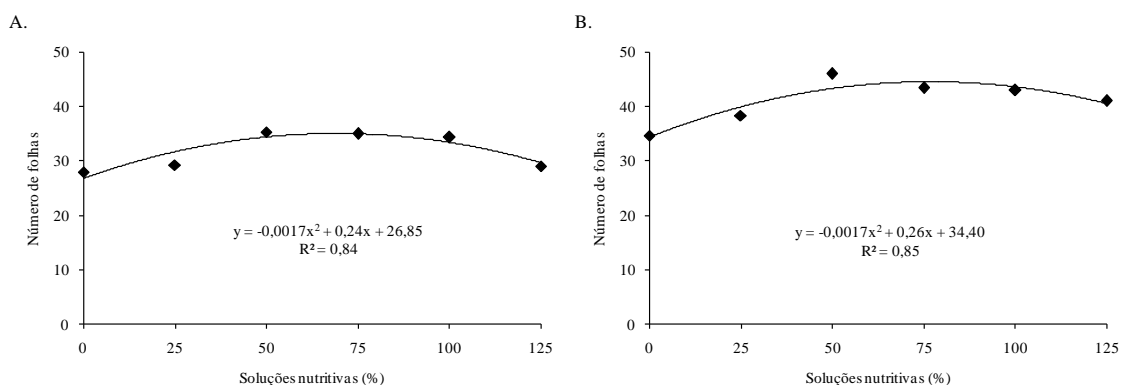 A.
Número de folhas
50
40
30
20
10
0
y = -0,0017x² + 0,24x + 26,85
R² = 0,84
0 25 50 75 100 125
Soluções nutritivas (%)
B.
Número de folhas
50
40
30
20
10
0
y = -0,0017x² + 0,26x + 34,40
R² = 0,85
0 25 50 75 100 125
Soluções nutritivas (%)